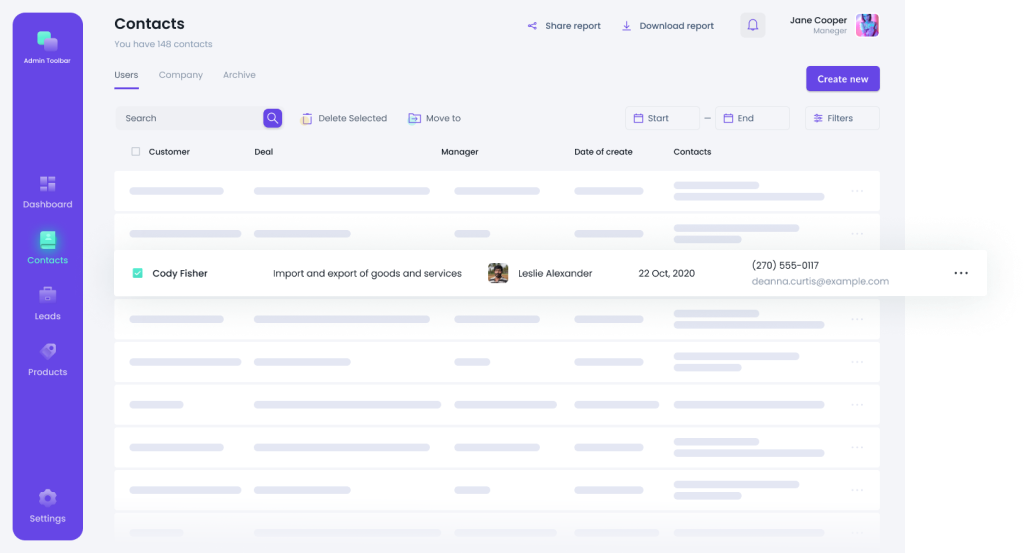 Admin Toolbar
Dashboard
Contacts
Leads
Products
Settings
Contacts
You have 148 contacts
Share report
Download report
Jane Cooper
Manager
Users
Company
Archive
Create new
Search
Delete Selected
Move to
Start
—
End
Filters
Customer
Deal
Manager
Date of create
Contacts
Cody Fisher
Import and export of goods and services
Leslie Alexander
22 Oct, 2020
(270) 555-0117
deanna.curtis@example.com